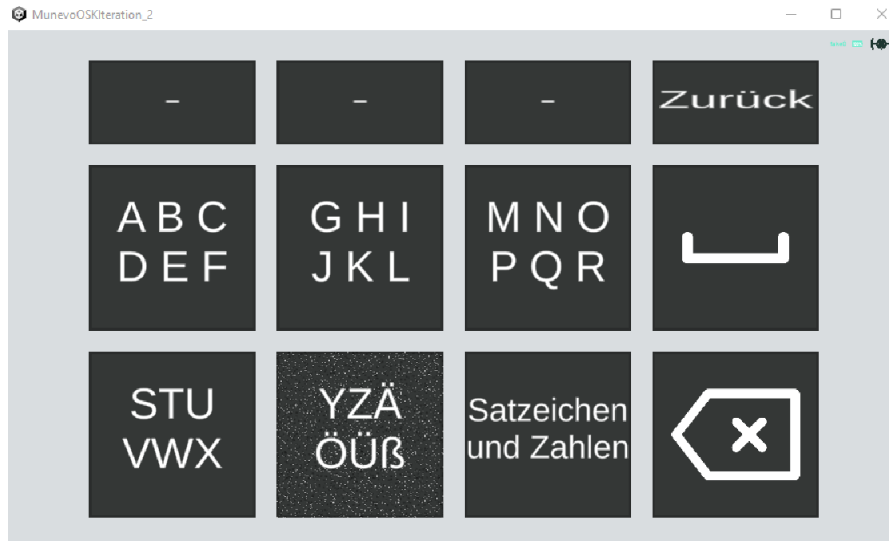 MunevoOSKIteration_2
- - - Zurück
A B C
D E F
G H I
J K L
M N O
P Q R
STU
VWX
YZÄ
ÖÜß
Satzeichen
und Zahlen